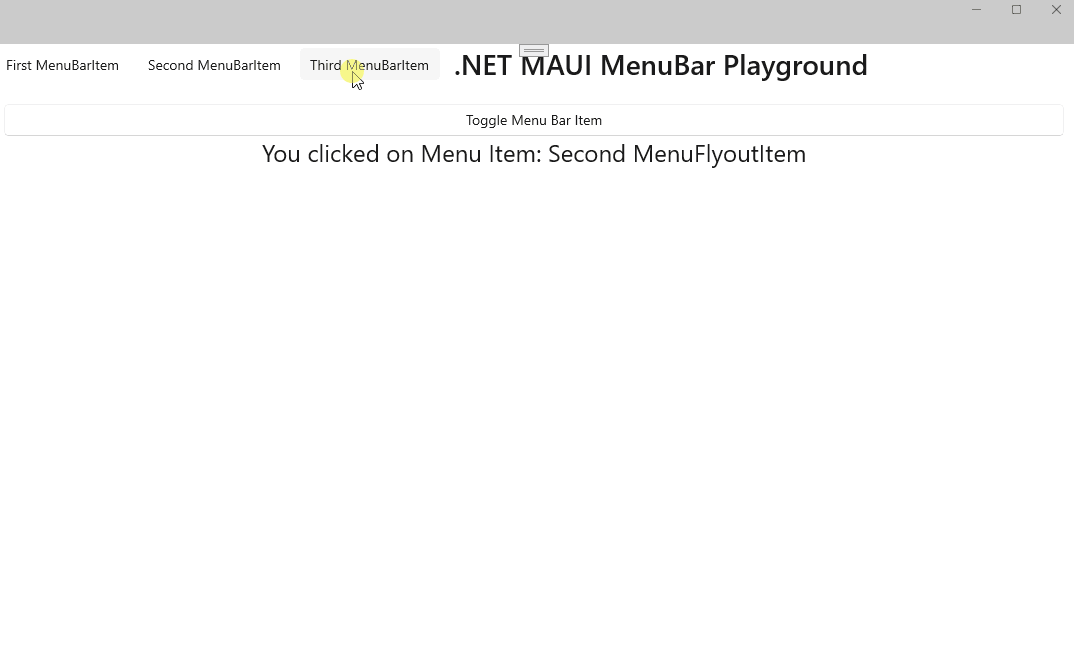 First MenuBarItem Second MenuBarItem Third MenuBarItem .NET MAUI MenuBar Playground
Toggle Menu Bar Item
You clicked on Menu Item: Second MenuFlyoutItem